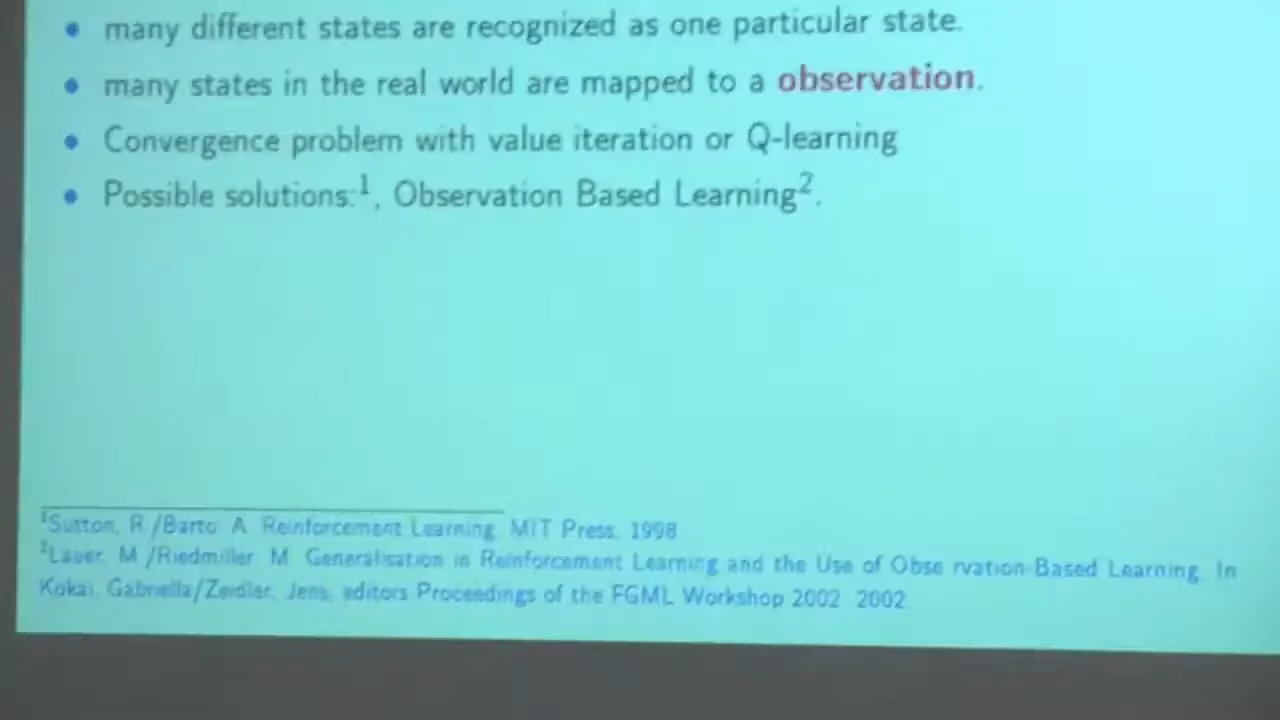 many different states are recognized as one particular state.
many states in the real world are mapped to a observation.
Convergence problem with value iteration or Q-learning
Possible solutions:1, Observation Based Learning2.
1Sutton, R./Barto, A. Reinforcement Learning. MIT Press, 1998.
2Lauer, M./Riedmiller, M. Generalisation in Reinforcement Learning and the Use of Obse rvation-Based Learning. In
Kokai, Gabriella/Zeidler, Jens, editors Proceedings of the FGML Workshop 2002. 2002